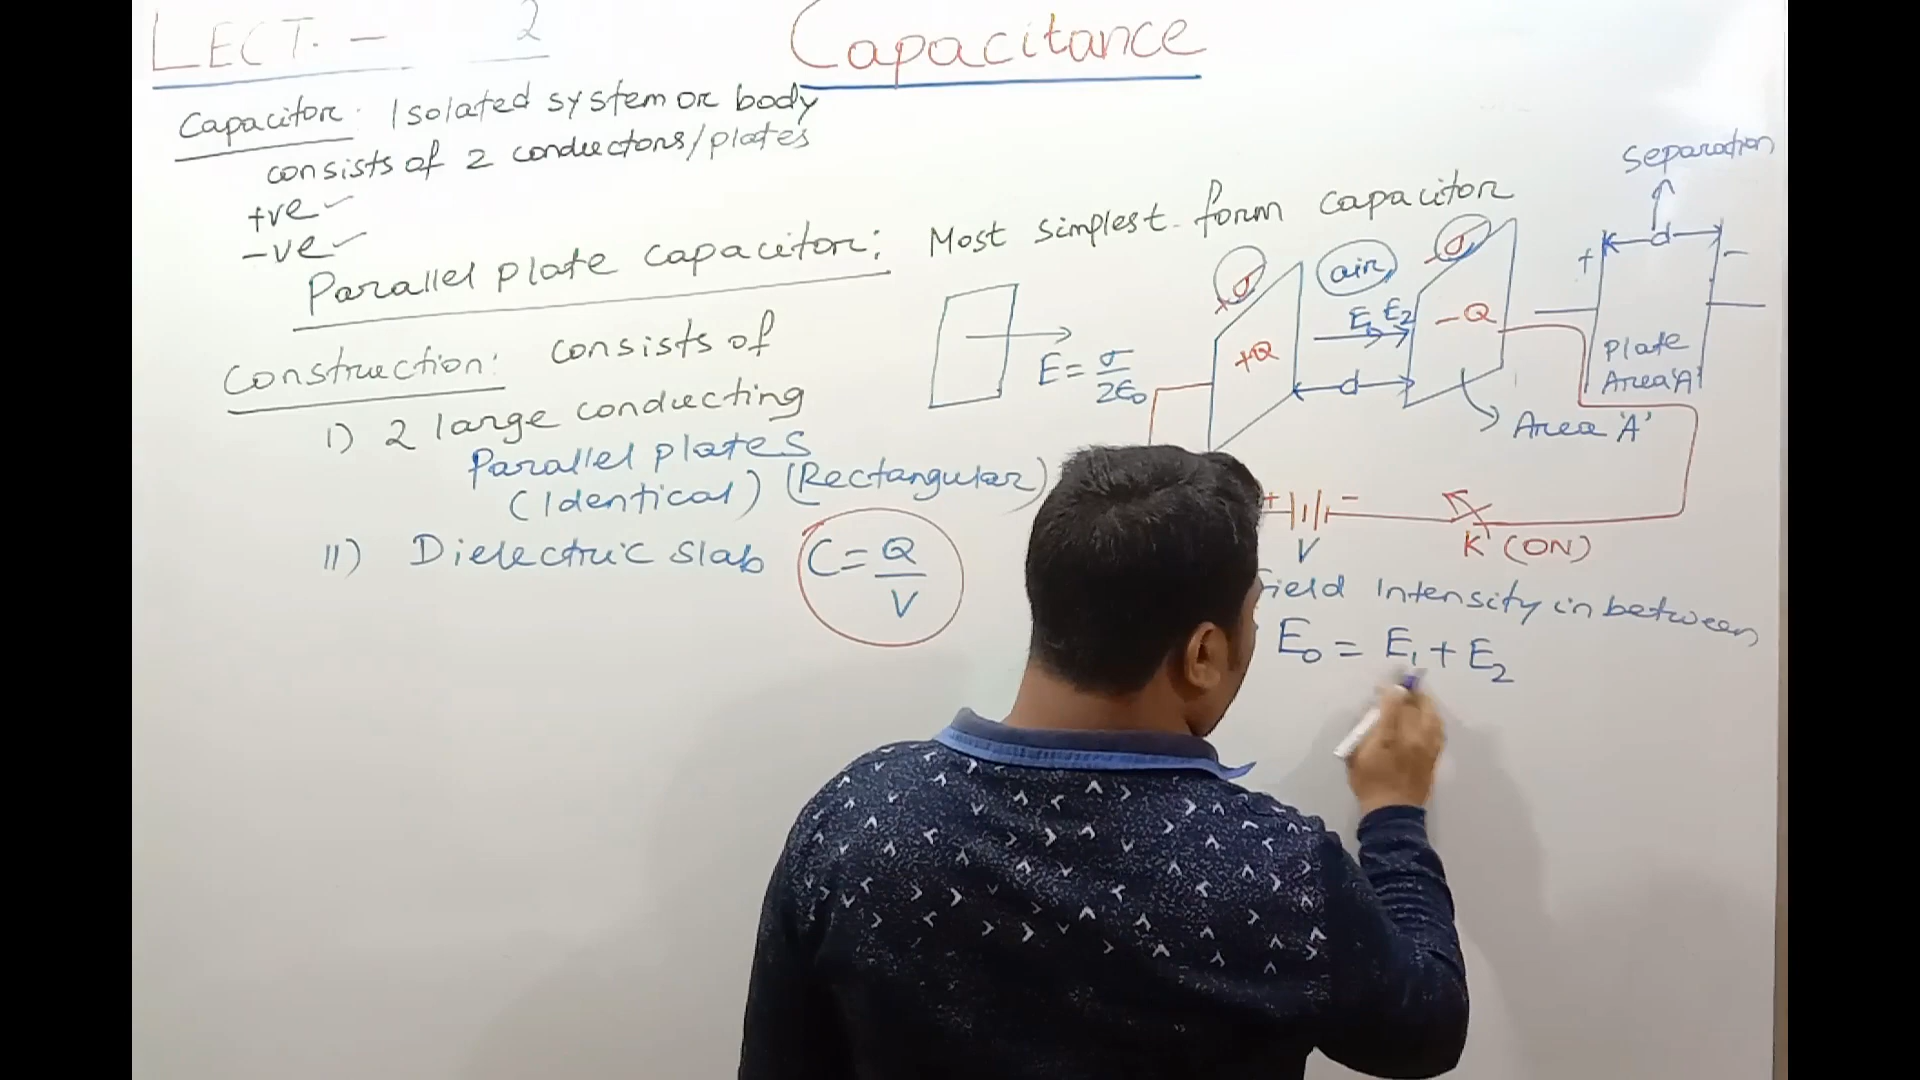 LECT. - 2
Capacitance
Capacitor: Isolated system or body
consists of 2 conductors/plates
+ve ✓
-ve ✓
Parallel plate capacitor: Most simplest form capacitor
Construction: consists of
i) 2 large conducting
Parallel plates
(Identical) (Rectangular)
ii) Dielectric slab
C = Q/V
E = σ/2ε₀
+σ
air
-σ
+Q
E₁ E₂
-Q
d
Area 'A'
Separation
+ d -
Plate
Area 'A'
+ -
V
K (ON)
Field Intensity in between
E₀ = E₁ + E₂